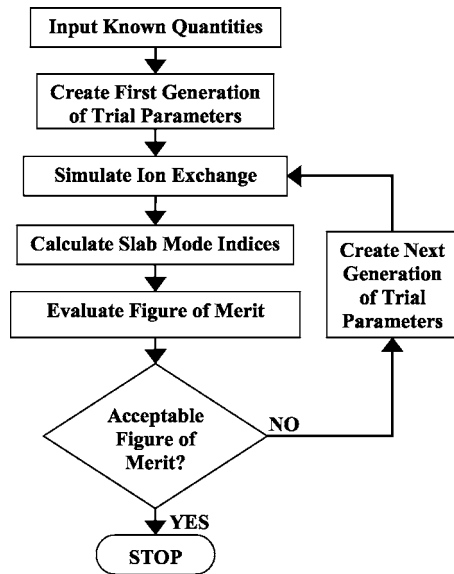 Input Known Quantities
Create First Generation
of Trial Parameters
Simulate Ion Exchange
Calculate Slab Mode Indices
Evaluate Figure of Merit
Create Next
Generation
of Trial
Parameters
Acceptable
Figure of
Merit?
NO
YES
STOP